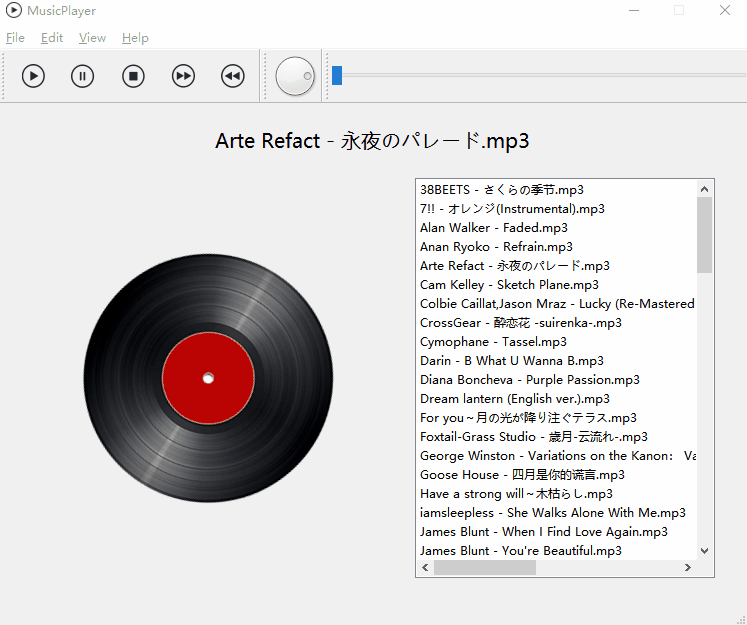 MusicPlayer
File Edit View Help
Arte Refact - 永夜のパレード.mp3
38BEETS - さくらの季节.mp3
7!! - オレンジ(Instrumental).mp3
Alan Walker - Faded.mp3
Anan Ryoko - Refrain.mp3
Arte Refact - 永夜のパレード.mp3
Cam Kelley - Sketch Plane.mp3
Colbie Caillat,Jason Mraz - Lucky (Re-Mastered
CrossGear - 酔恋花 -suirenka-.mp3
Cymophane - Tassel.mp3
Darin - B What U Wanna B.mp3
Diana Boncheva - Purple Passion.mp3
Dream lantern (English ver.).mp3
For you～月の光が降り注ぐテラス.mp3
Foxtail-Grass Studio - 歳月-云流れ-.mp3
George Winston - Variations on the Kanon： Va
Goose House - 四月是你的谎言.mp3
Have a strong will～木枯らし.mp3
iamsleepless - She Walks Alone With Me.mp3
James Blunt - When I Find Love Again.mp3
James Blunt - You're Beautiful.mp3